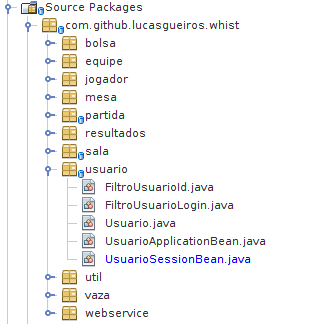 Source Packages
com.github.lucasgueiros.whist
bolsa
equipe
jogador
mesa
partida
resultados
sala
usuario
FiltroUsuarioId.java
FiltroUsuarioLogin.java
Usuario.java
UsuarioApplicationBean.java
UsuarioSessionBean.java
util
vaza
webservice